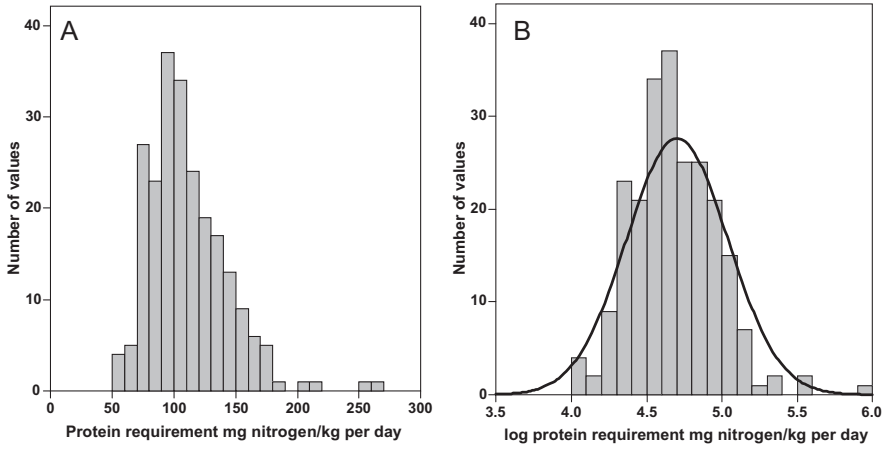 A
Number of values
40
30
20
10
0
0 50 100 150 200 250 300
Protein requirement mg nitrogen/kg per day
B
Number of values
40
30
20
10
0
3.5 4.0 4.5 5.0 5.5 6.0
log protein requirement mg nitrogen/kg per day